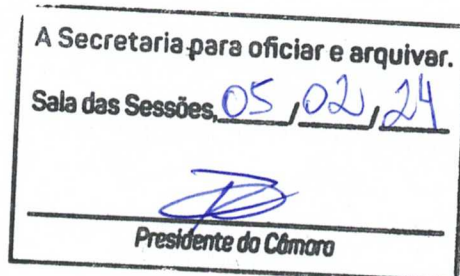 A Secretaria para oficiar e arquivar.
Sala das Sessões, 05 / 02 / 24
Presidente da Câmara